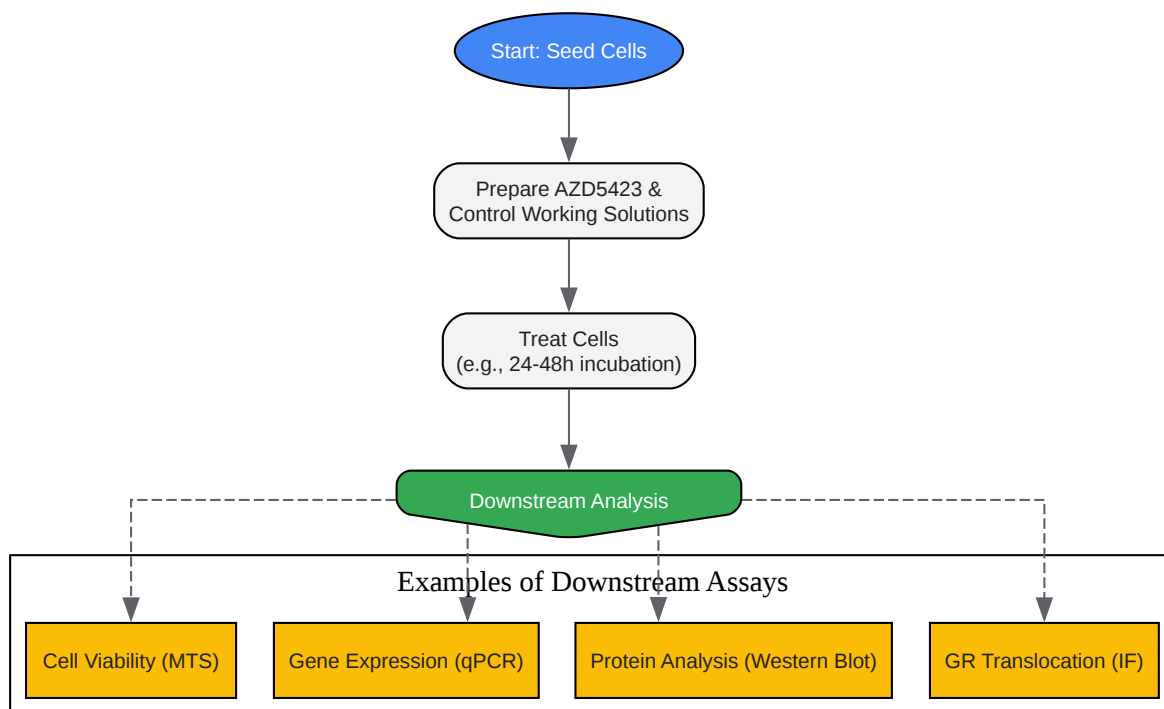 Start: Seed Cells
Prepare AZD5423 &
Control Working Solutions
Treat Cells
(e.g., 24-48h incubation)
Downstream Analysis
Examples of Downstream Assays
Cell Viability (MTS)
Gene Expression (qPCR)
Protein Analysis (Western Blot)
GR Translocation (IF)